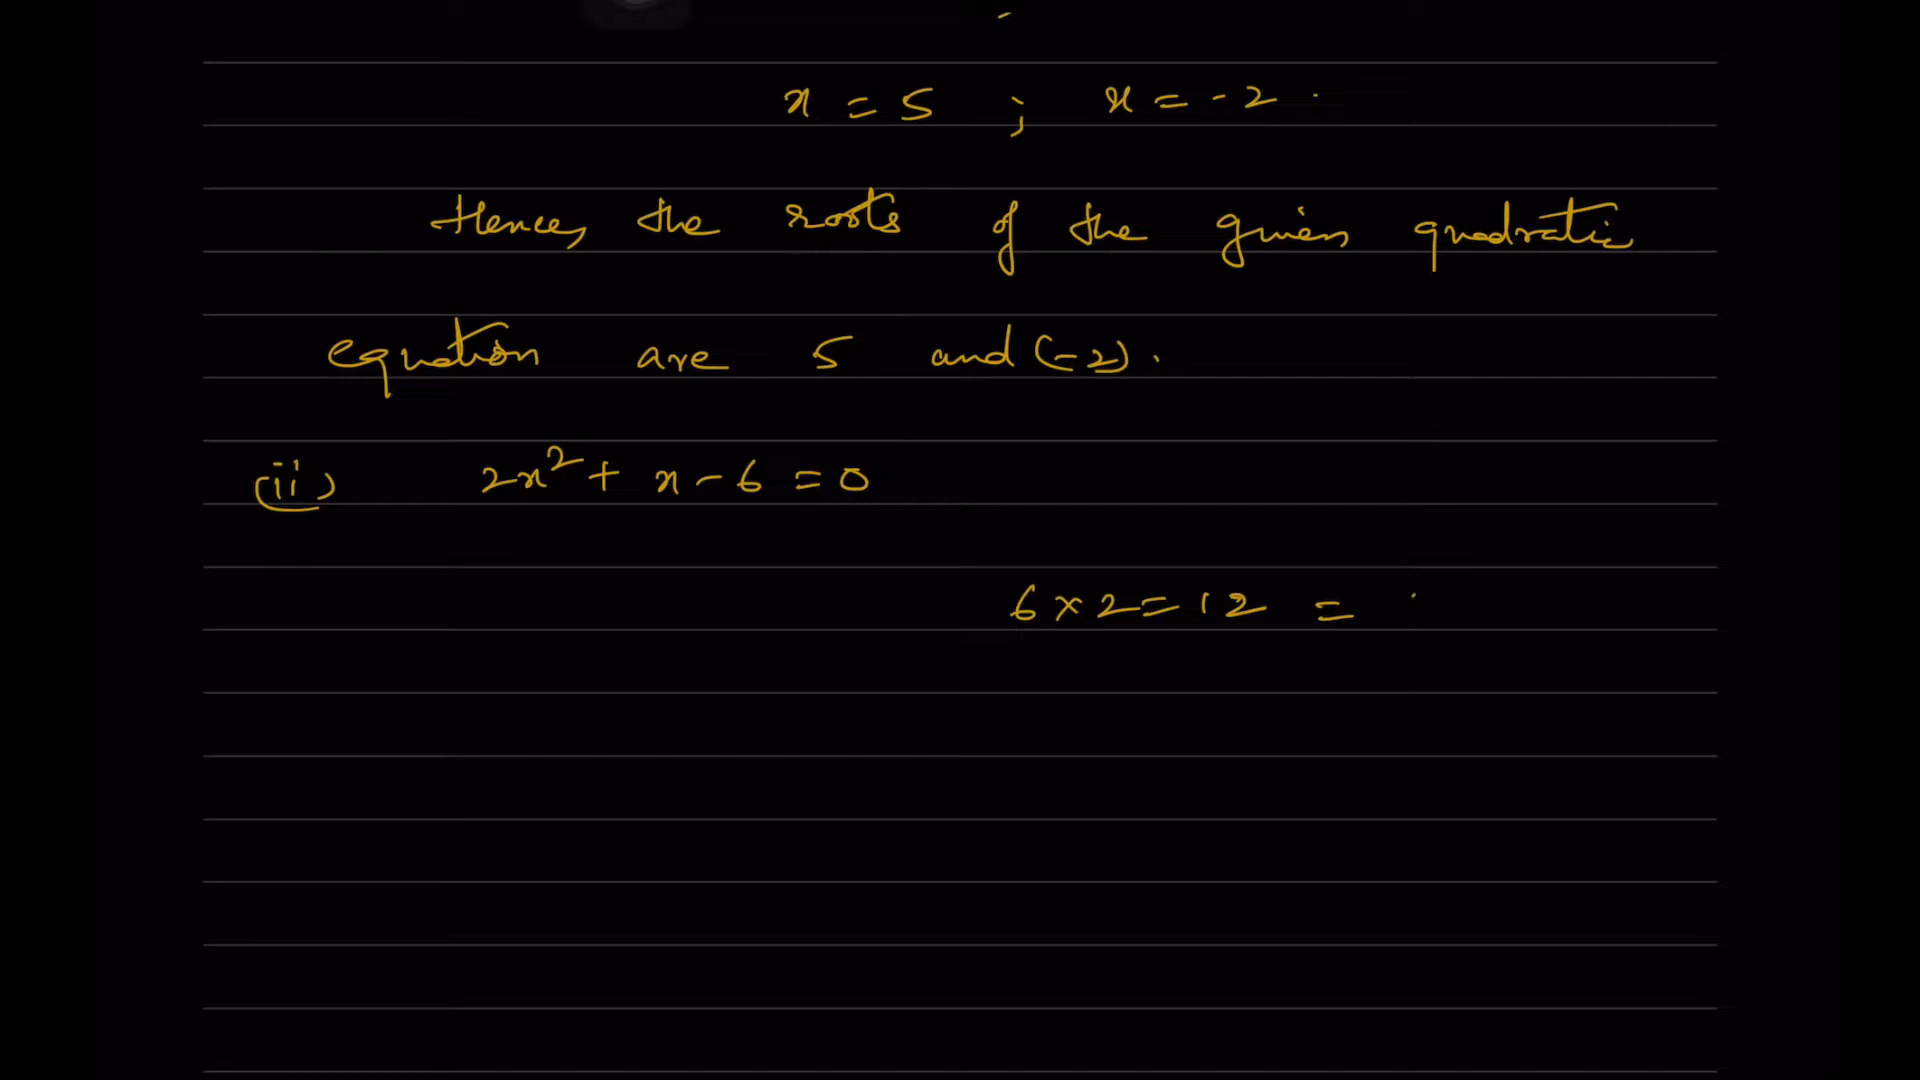 x = 5 ; x = -2 .
Hence, the roots of the given quadratic
equation are 5 and (-2).
(ii) 2x² + x - 6 = 0
6 × 2 = 12 =